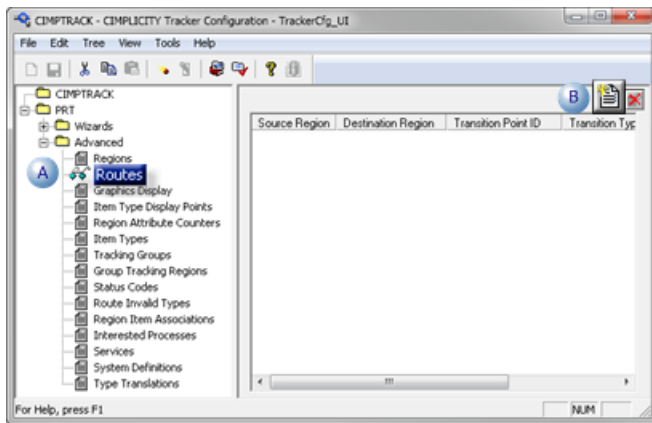 CIMPTRACK - CIMPLICITY Tracker Configuration - TrackerCfg_UI
File Edit Tree View Tools Help
CIMPTRACK
PRT
Wizards
Advanced
Regions
A
Routes
Graphics Display
Item Type Display Points
Region Attribute Counters
Item Types
Tracking Groups
Group Tracking Regions
Status Codes
Route Invalid Types
Region Item Associations
Interested Processes
Services
System Definitions
Type Translations
B
Source Region Destination Region Transition Point ID Transition Typ
For Help, press F1
NUM